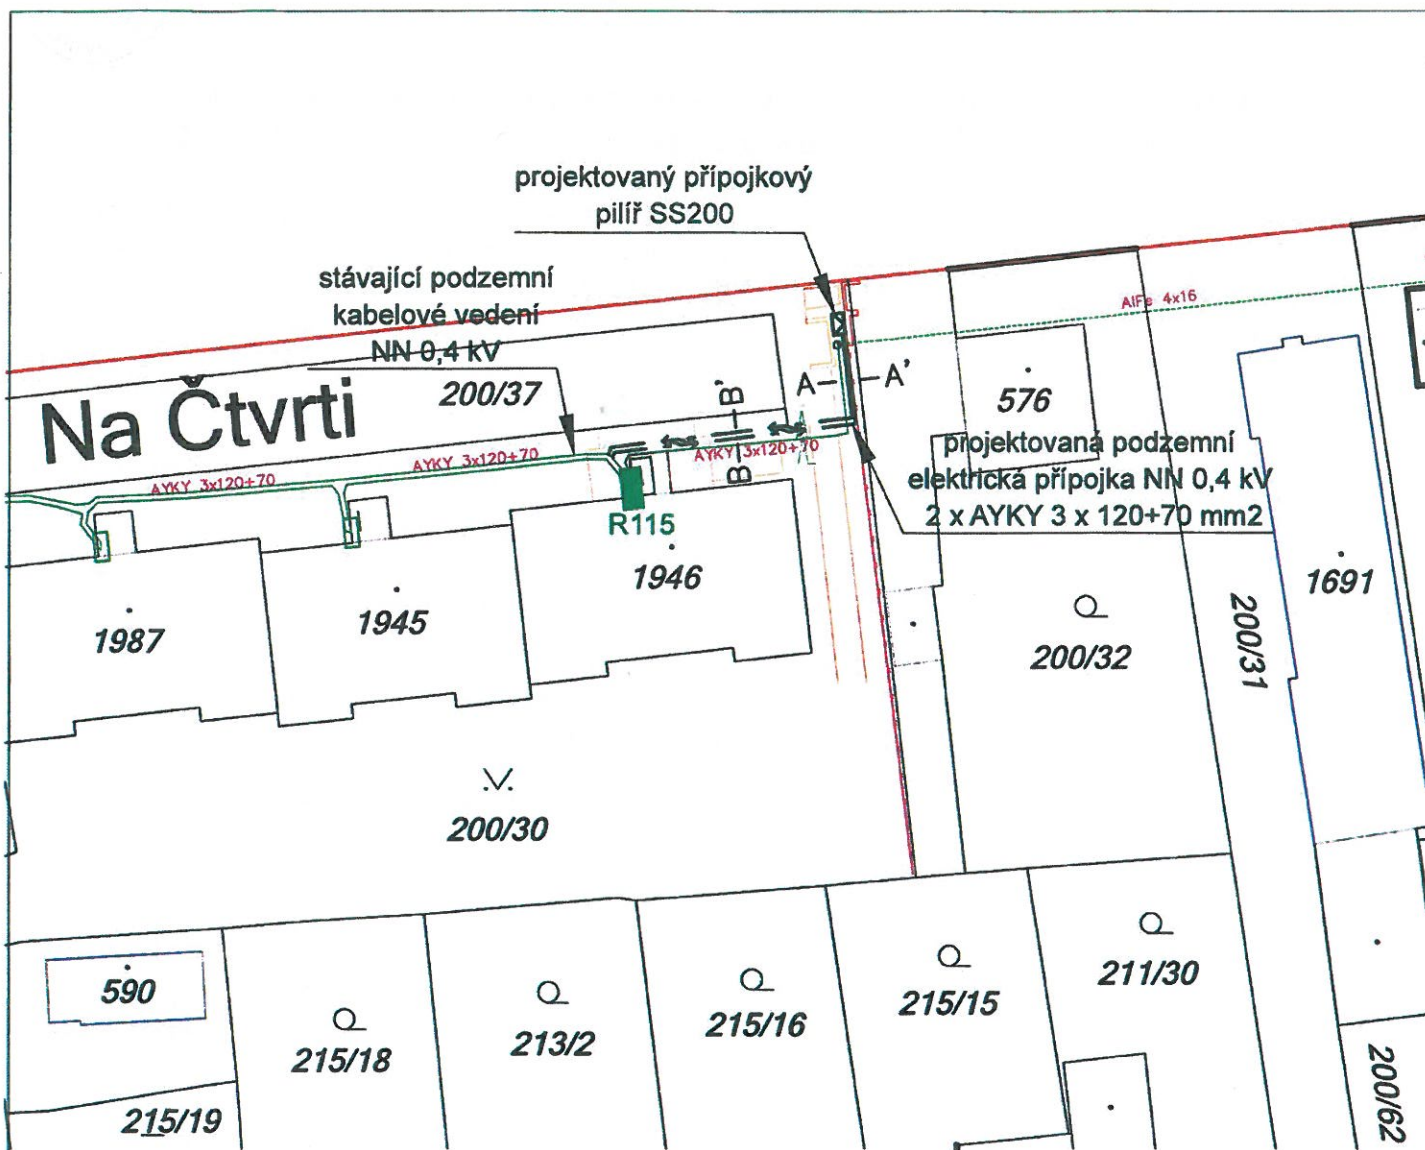 projektovaný přípojkový
pilíř SS200
stávající podzemní
kabelové vedení
NN 0,4 kV
200/37
Na Čtvrti
AlFe 4x16
A
A'
576
B'
B
AYKY 3x120+70
AYKY 3x120+70
AYKY 3x120+70
projektovaná podzemní
elektrická přípojka NN 0,4 kV
2 x AYKY 3 x 120+70 mm2
R115
1987
1945
1946
1691
200/32
200/31
200/30
590
215/18
213/2
215/16
215/15
211/30
215/19
200/62